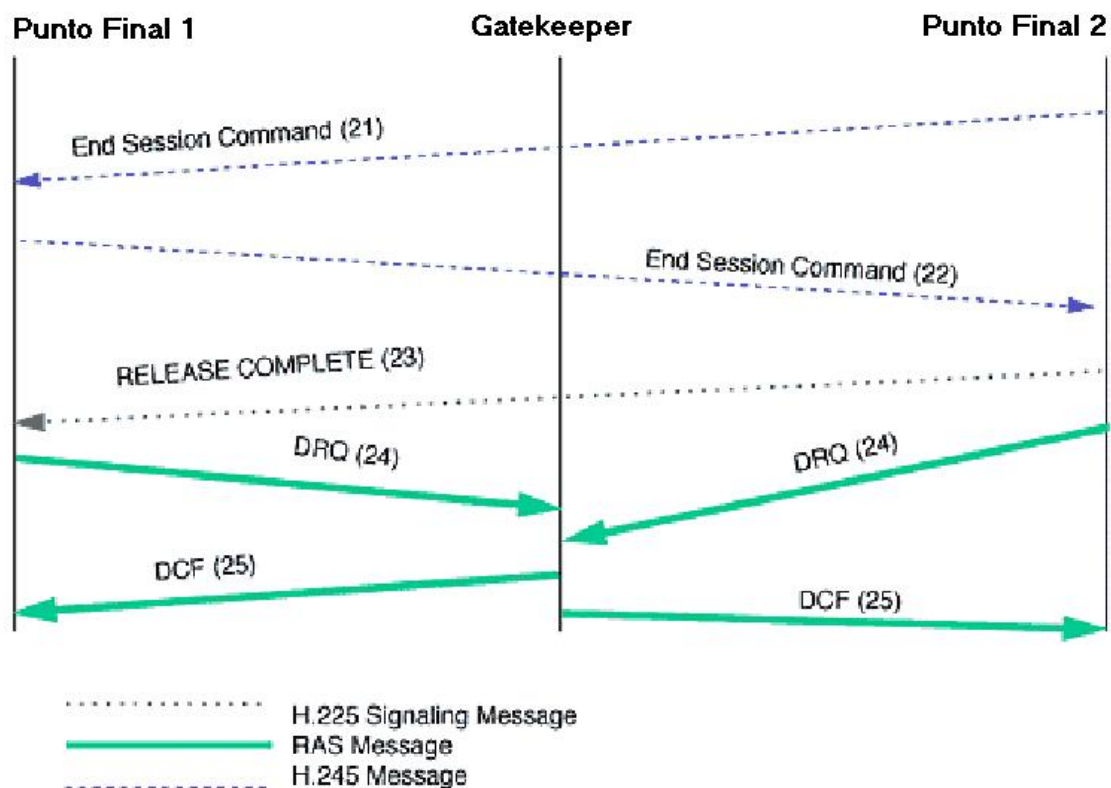 Punto Final 1
Gatekeeper
Punto Final 2
End Session Command (21)
End Session Command (22)
RELEASE COMPLETE (23)
DRQ (24)
DRQ (24)
DCF (25)
DCF (25)
H.225 Signaling Message
RAS Message
H.245 Message